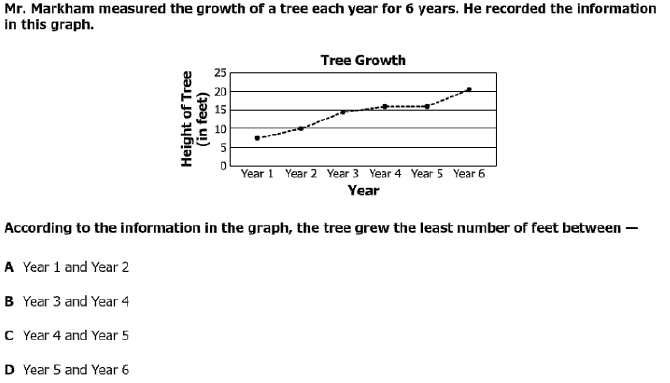 Mr. Markham measured the growth of a tree each year for 6 years. He recorded the information
in this graph.
Tree Growth
Height of Tree
(in feet)
25
20
15
10
5
0
Year 1 Year 2 Year 3 Year 4 Year 5 Year 6
Year
According to the information in the graph, the tree grew the least number of feet between —
A Year 1 and Year 2
B Year 3 and Year 4
C Year 4 and Year 5
D Year 5 and Year 6